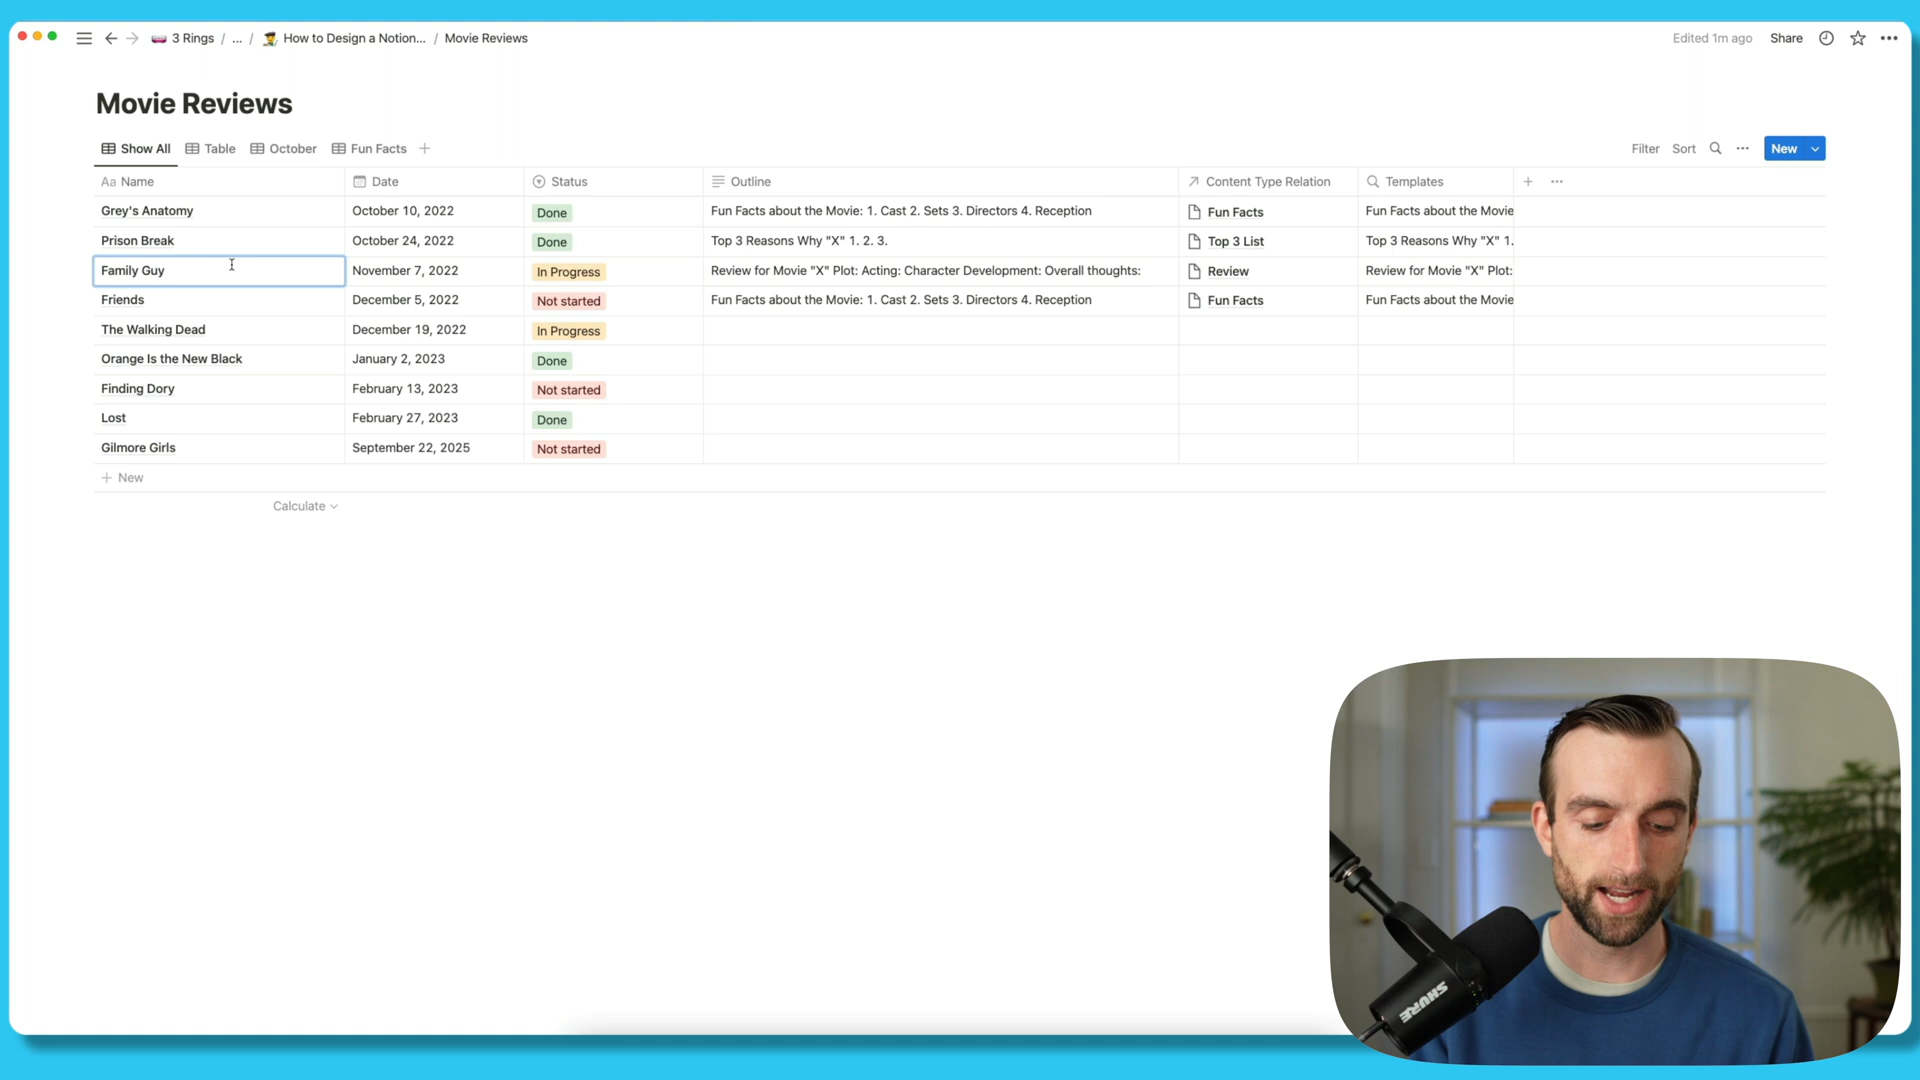 3 Rings / ... / How to Design a Notion... / Movie Reviews
Edited 1m ago Share
Movie Reviews
Show All Table October Fun Facts
Filter Sort New
Aa Name Date Status Outline Content Type Relation Templates
Grey's Anatomy October 10, 2022 Done Fun Facts about the Movie: 1. Cast 2. Sets 3. Directors 4. Reception Fun Facts Fun Facts about the Movie
Prison Break October 24, 2022 Done Top 3 Reasons Why "X" 1. 2. 3. Top 3 List Top 3 Reasons Why "X" 1.
Family Guy November 7, 2022 In Progress Review for Movie "X" Plot: Acting: Character Development: Overall thoughts: Review Review for Movie "X" Plot:
Friends December 5, 2022 Not started Fun Facts about the Movie: 1. Cast 2. Sets 3. Directors 4. Reception Fun Facts Fun Facts about the Movie
The Walking Dead December 19, 2022 In Progress
Orange Is the New Black January 2, 2023 Done
Finding Dory February 13, 2023 Not started
Lost February 27, 2023 Done
Gilmore Girls September 22, 2025 Not started
+ New
Calculate
SHURE